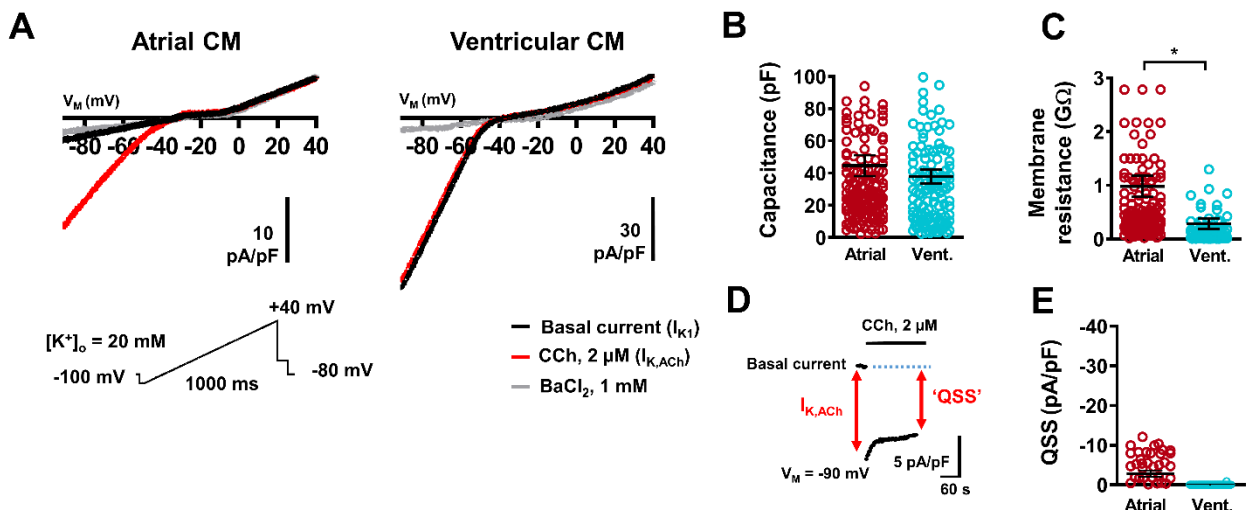 A
Atrial CM
Ventricular CM
V_M (mV)
-80 -60 -40 -20 0 20 40
10
pA/pF
V_M (mV)
-80 -60 -40 -20 0 20 40
30
pA/pF
+40 mV
[K⁺]ₒ = 20 mM
-100 mV
1000 ms
-80 mV
Basal current (I_K1)
CCh, 2 µM (I_K,ACh)
BaCl₂, 1 mM
B
Capacitance (pF)
100
80
60
40
20
0
Atrial Vent.
C
Membrane
resistance (GΩ)
*
3
2
1
0
Atrial Vent.
D
CCh, 2 µM
Basal current
I_K,ACh
‘QSS’
V_M = -90 mV
5 pA/pF
60 s
E
QSS (pA/pF)
-40
-30
-20
-10
0
Atrial Vent.